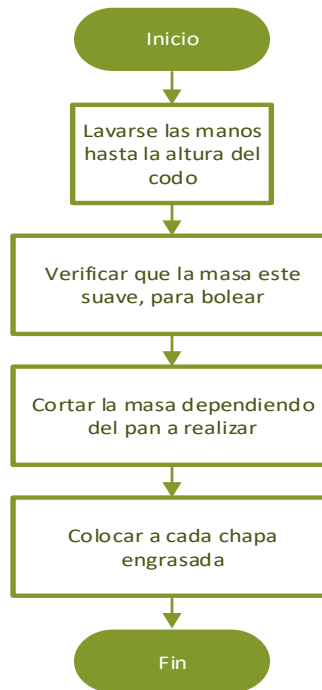 Inicio
Lavarse las manos
hasta la altura del
codo
Verificar que la masa este
suave, para bolear
Cortar la masa dependiendo
del pan a realizar
Colocar a cada chapa
engrasada
Fin